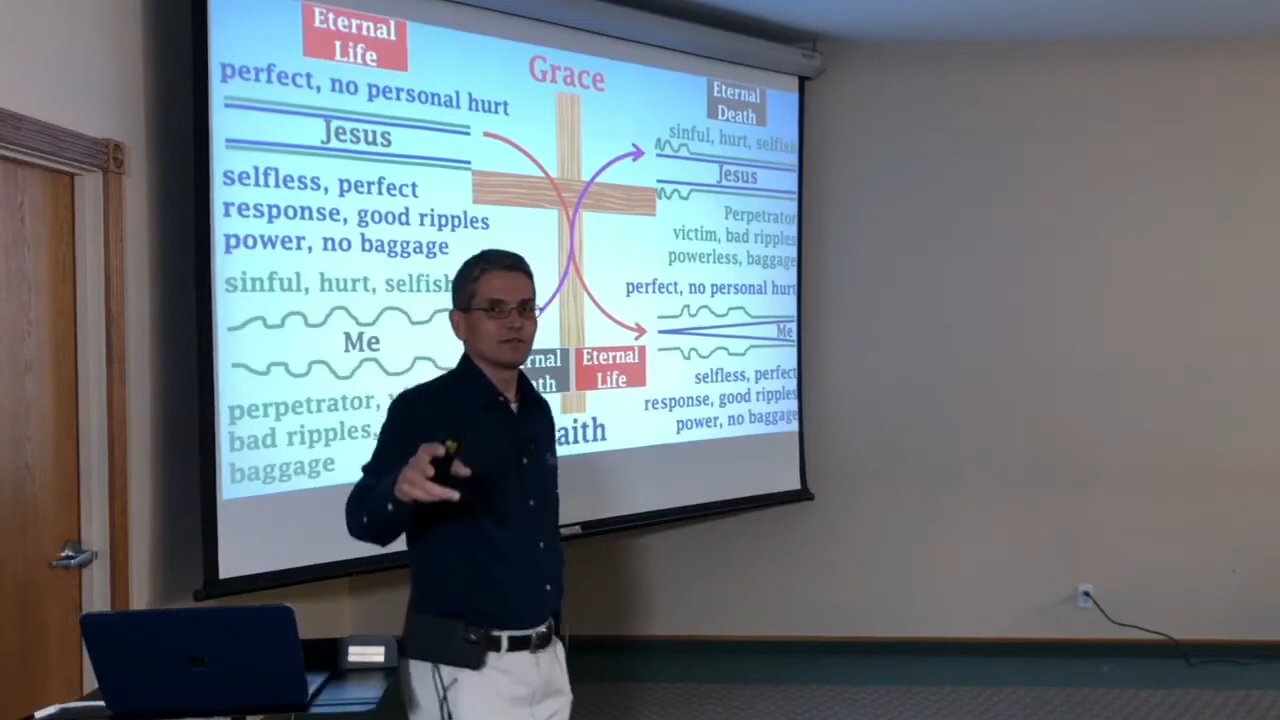 Eternal
Life
perfect, no personal hurt
Jesus
selfless, perfect
response, good ripples
power, no baggage
sinful, hurt, selfish
Me
perpetrator,
bad ripples,
baggage
Grace
Eternal
Life
Eternal
Death
sinful, hurt, selfish
Jesus
Perpetrator
victim, bad ripples
powerless, baggage
perfect, no personal hurt
Me
selfless, perfect
response, good ripples
power, no baggage